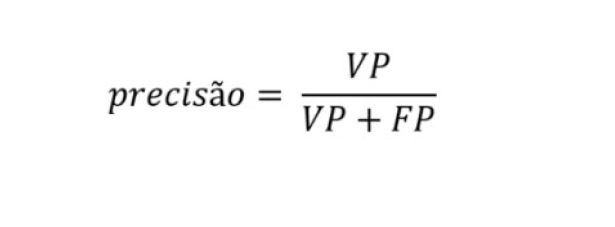 precisão = VP
VP + FP